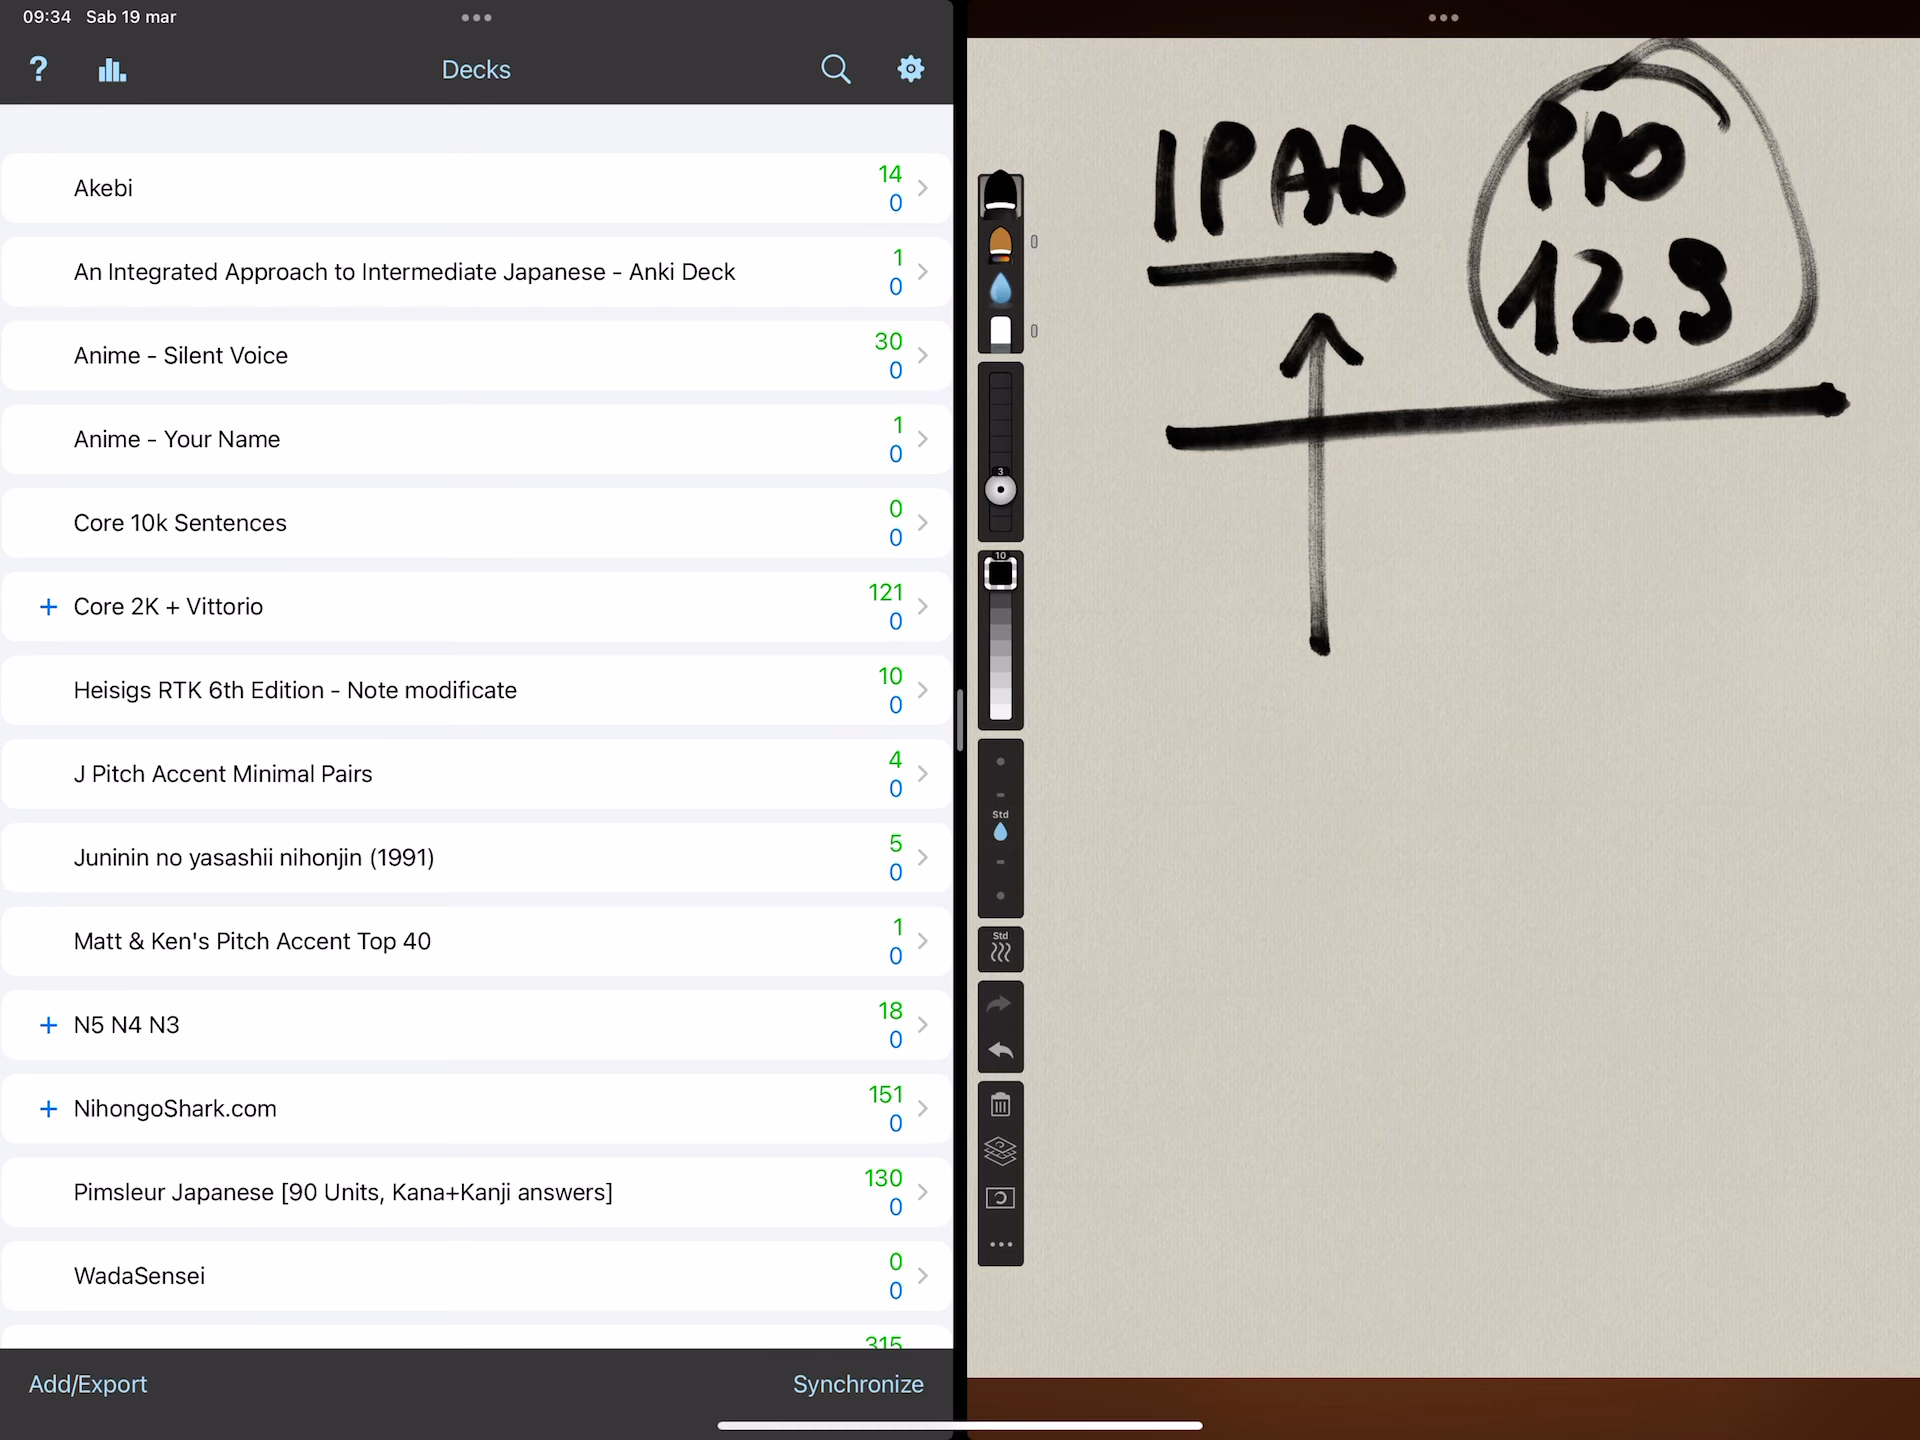 09:34 Sab 19 mar
? Decks
Akebi 14 0
An Integrated Approach to Intermediate Japanese - Anki Deck 1 0
Anime - Silent Voice 30 0
Anime - Your Name 1 0
Core 10k Sentences 0 0
+ Core 2K + Vittorio 121 0
Heisigs RTK 6th Edition - Note modificate 10 0
J Pitch Accent Minimal Pairs 4 0
Juninin no yasashii nihonjin (1991) 5 0
Matt & Ken's Pitch Accent Top 40 1 0
+ N5 N4 N3 18 0
+ NihongoShark.com 151 0
Pimsleur Japanese [90 Units, Kana+Kanji answers] 130 0
WadaSensei 0 0
315
Add/Export Synchronize
IPAD PRO
12.9
3
10
Std
Std